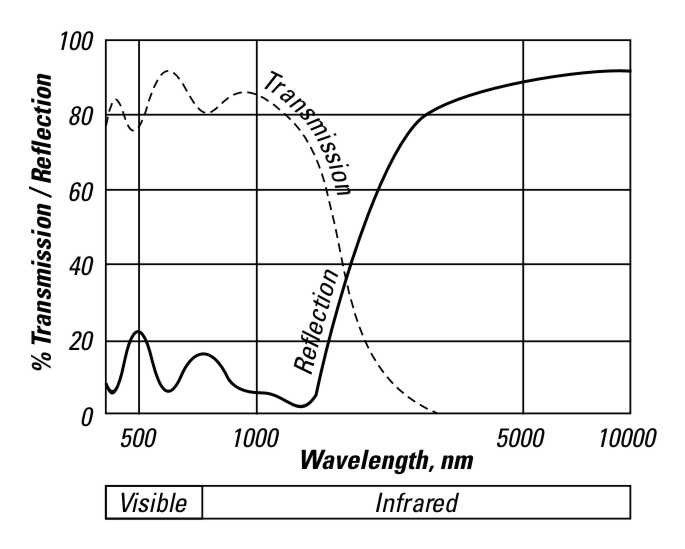 100
80
60
40
20
0
% Transmission / Reflection
Transmission
Reflection
500 1000 5000 10000
Wavelength, nm
Visible Infrared